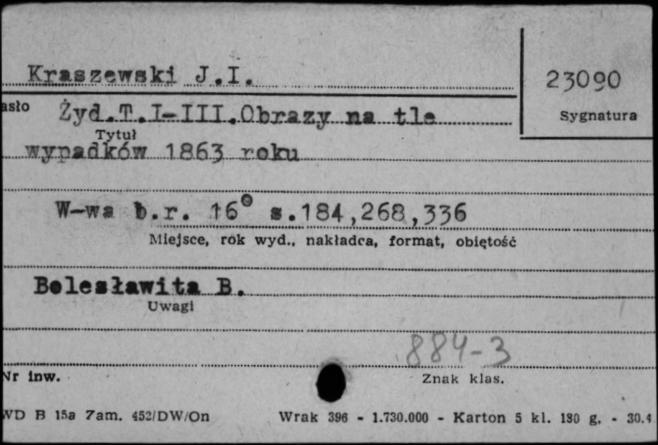 Kraszewski J.I.
23090
asło
Żyd.T.I-III.Obrazy na tle
Sygnatura
Tytuł
wypadków 1863 roku
W-wa b.r. 16° s.184,268,336
Miejsce, rok wyd., nakładca, format, obiętość
Bolesławita B.
Uwagi
884-3
Nr inw.
Znak klas.
WD B 15a Zam. 452/DW/On
Wrak 396 - 1.730.000 - Karton 5 kl. 180 g. - 30.4